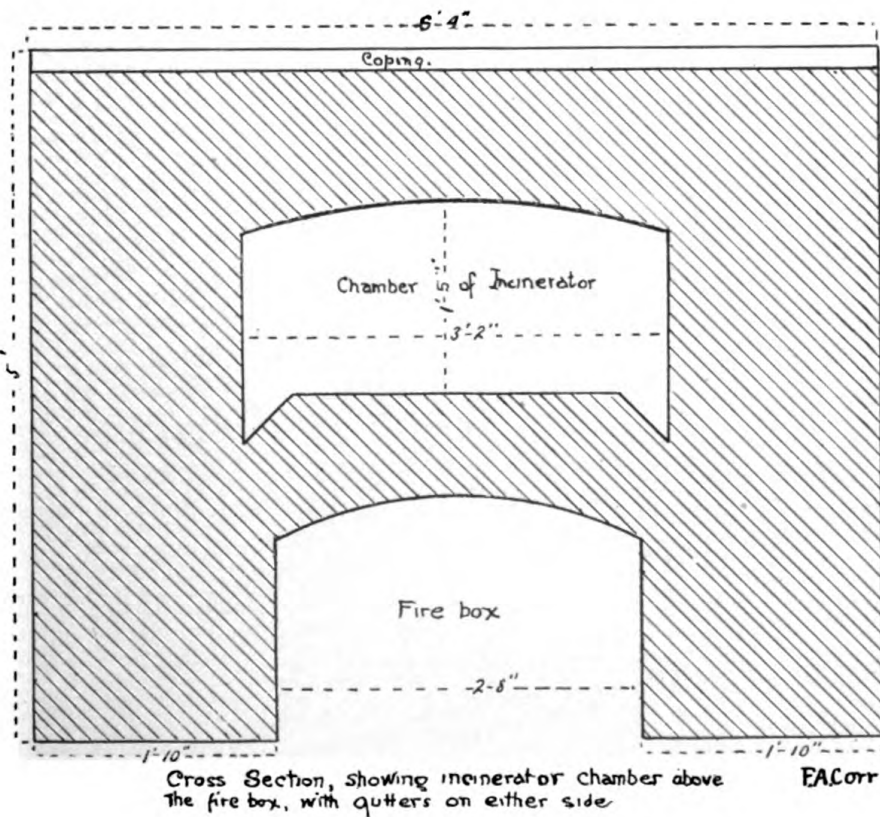 6'4"
Coping.
5'
Chamber of Incinerator
1'5"
3'-2"
Fire box
2-8"
1'-10"
1'-10"
Cross Section, showing incinerator chamber above
The fire box, with gutters on either side
F.A.Corr